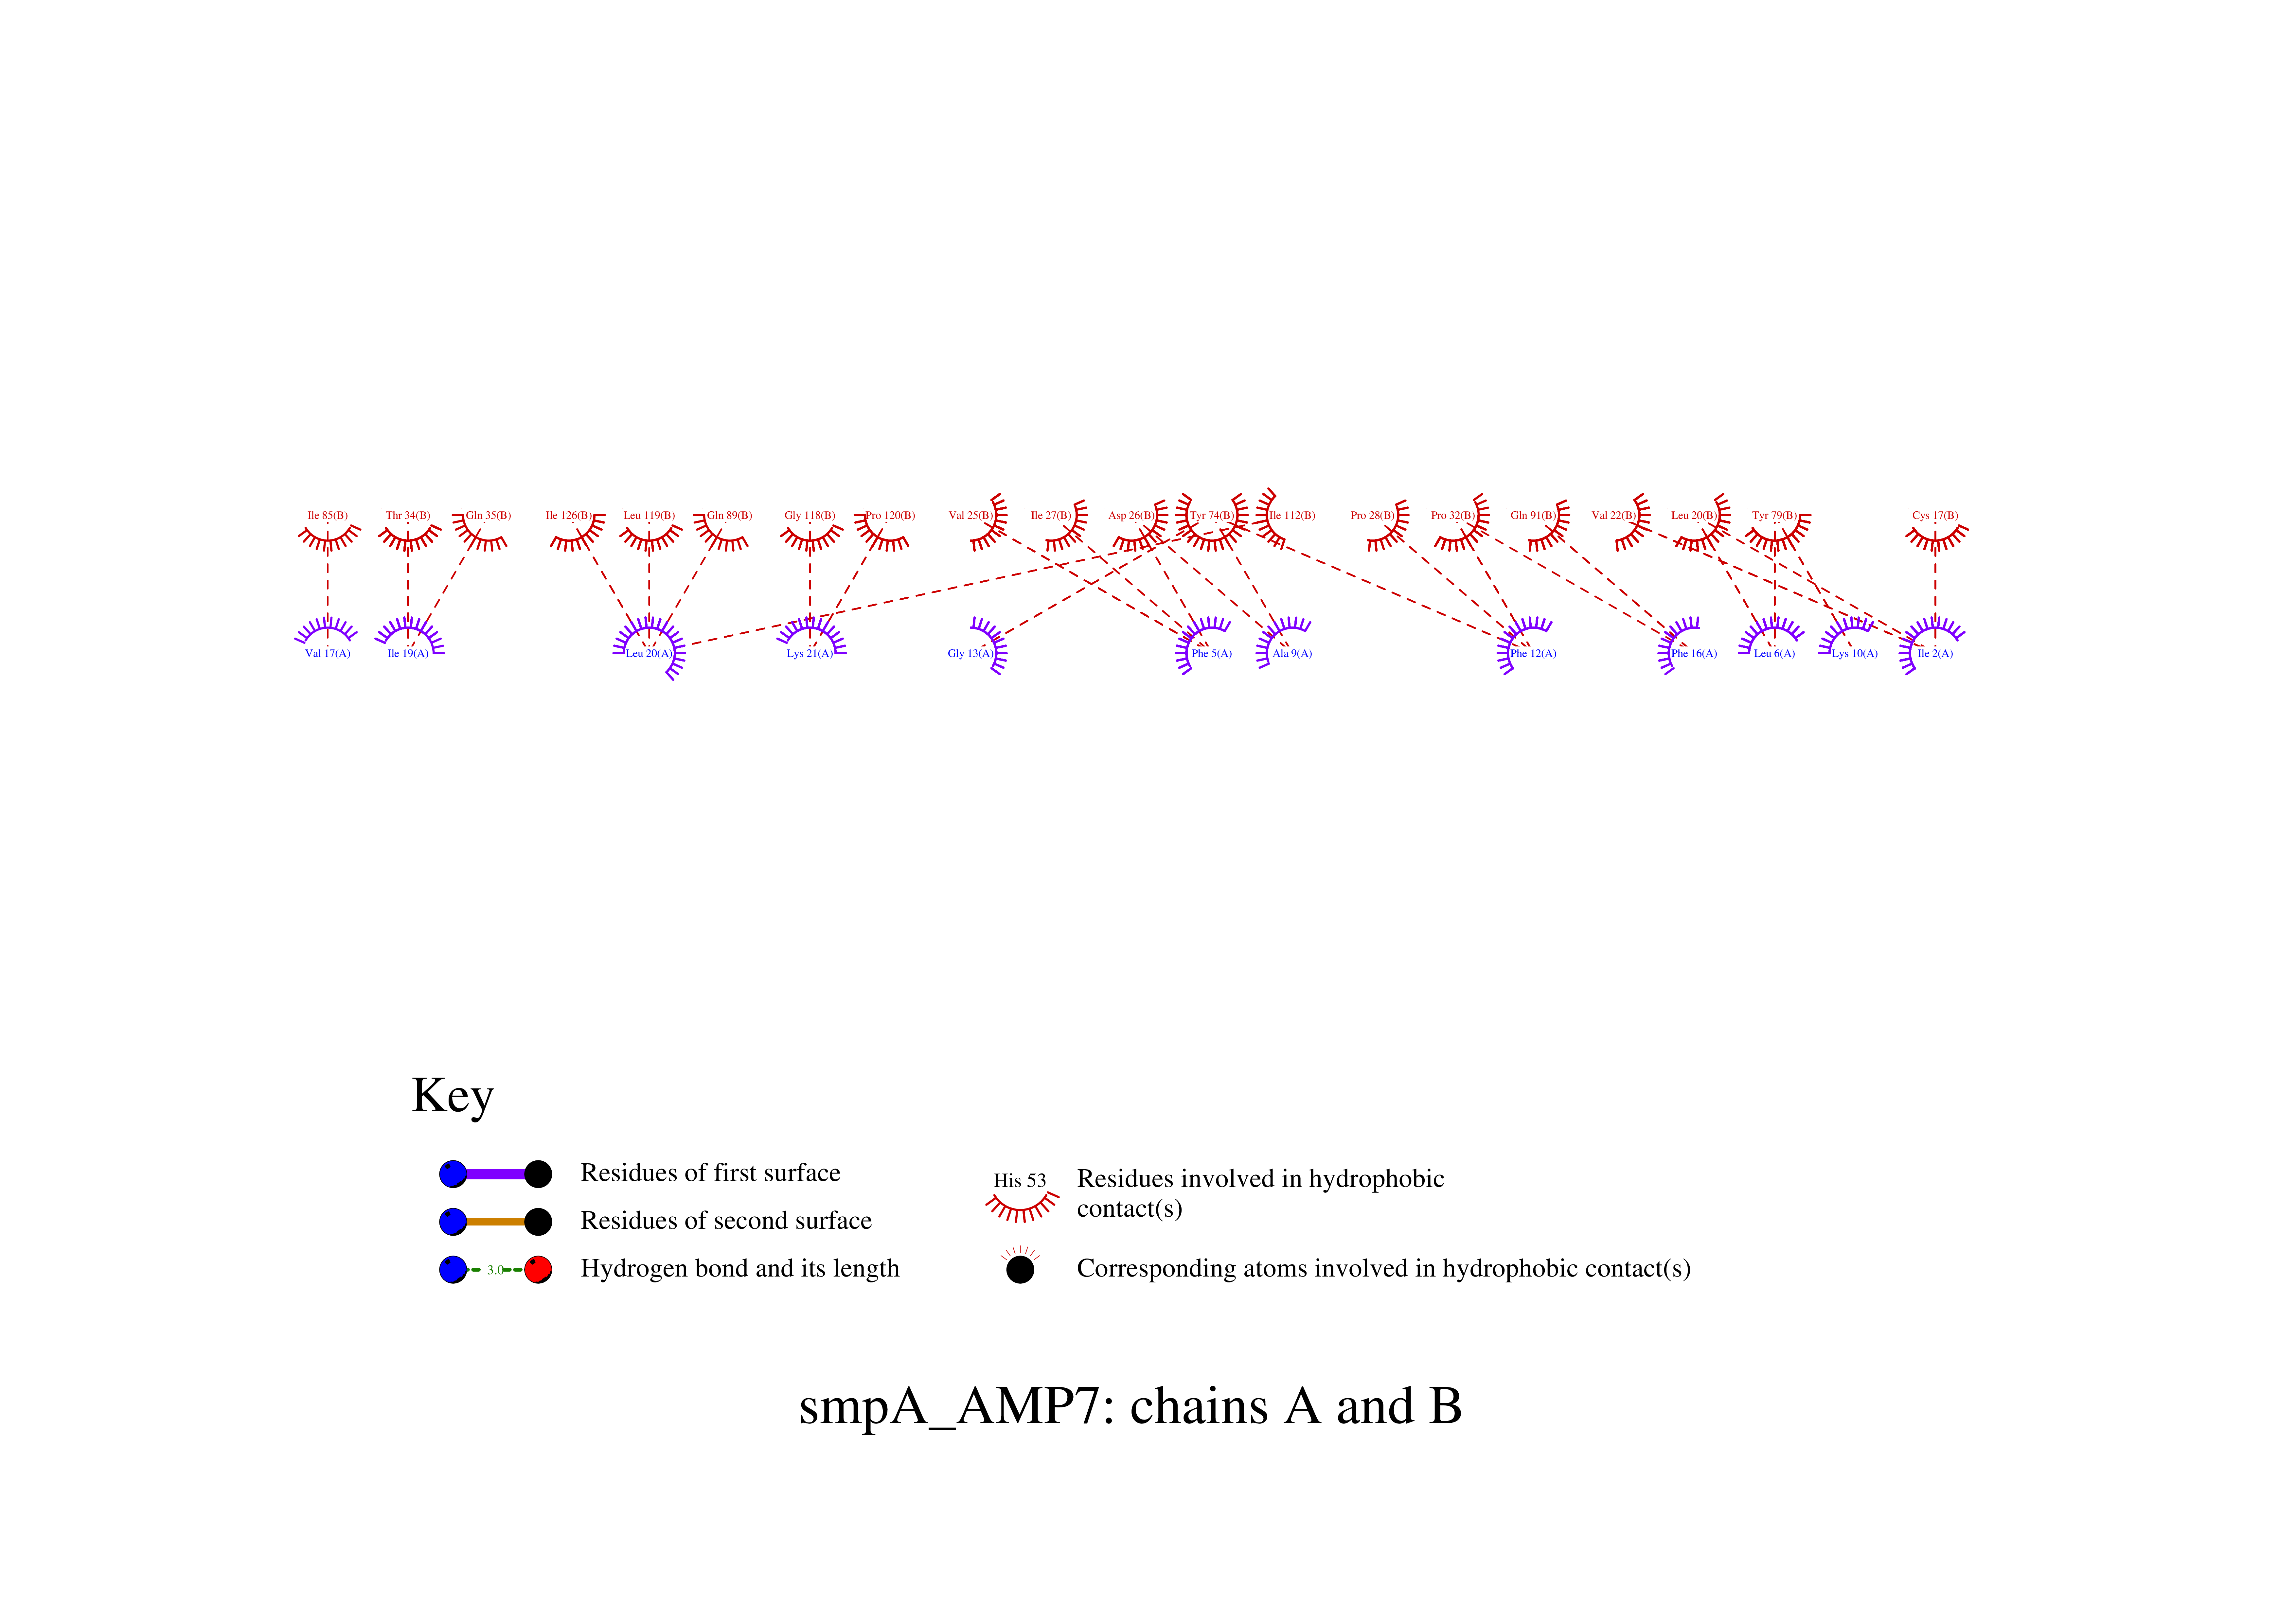 Ile 85(B) Thr 34(B) Gln 35(B) Ile 126(B) Leu 119(B) Gln 89(B) Gly 118(B) Pro 120(B) Val 25(B) Ile 27(B) Asp 26(B) Tyr 74(B) Ile 112(B) Pro 28(B) Pro 32(B) Gln 91(B) Val 22(B) Leu 20(B) Tyr 79(B) Cys 17(B)
Val 17(A) Ile 19(A) Leu 20(A) Lys 21(A) Gly 13(A) Phe 5(A) Ala 9(A) Phe 12(A) Phe 16(A) Leu 6(A) Lys 10(A) Ile 2(A)
Key
Residues of first surface
Residues of second surface
3.0 Hydrogen bond and its length
His 53 Residues involved in hydrophobic
contact(s)
Corresponding atoms involved in hydrophobic contact(s)
smpA_AMP7: chains A and B